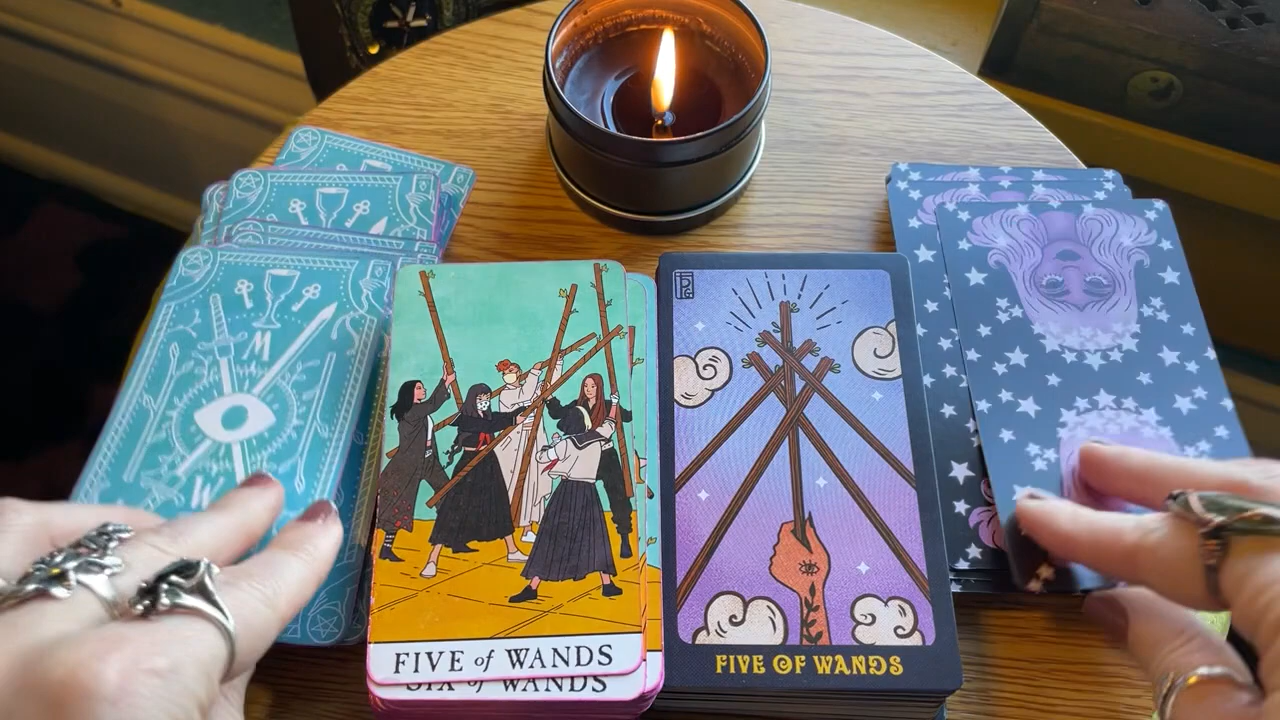 W
W
FIVE of WANDS
SIX of WANDS
FIVE OF WANDS